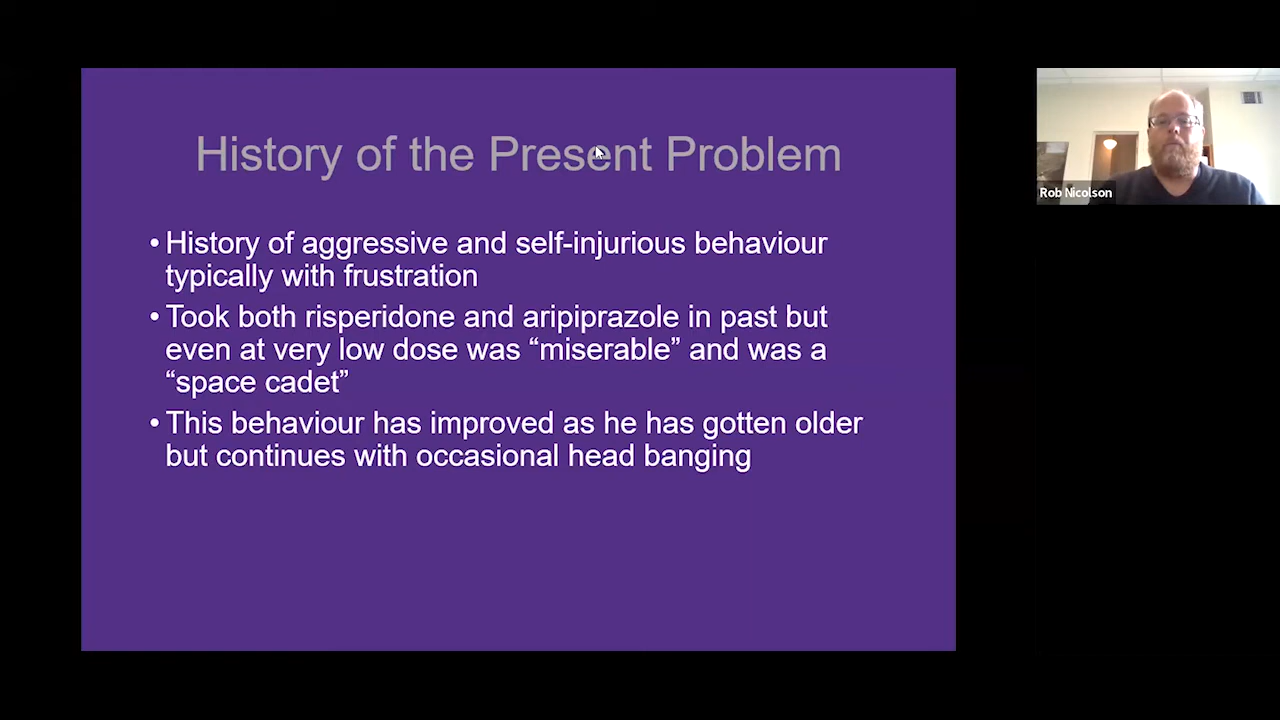 History of the Present Problem
• History of aggressive and self-injurious behaviour
typically with frustration
• Took both risperidone and aripiprazole in past but
even at very low dose was “miserable” and was a
“space cadet”
• This behaviour has improved as he has gotten older
but continues with occasional head banging
Rob Nicolson